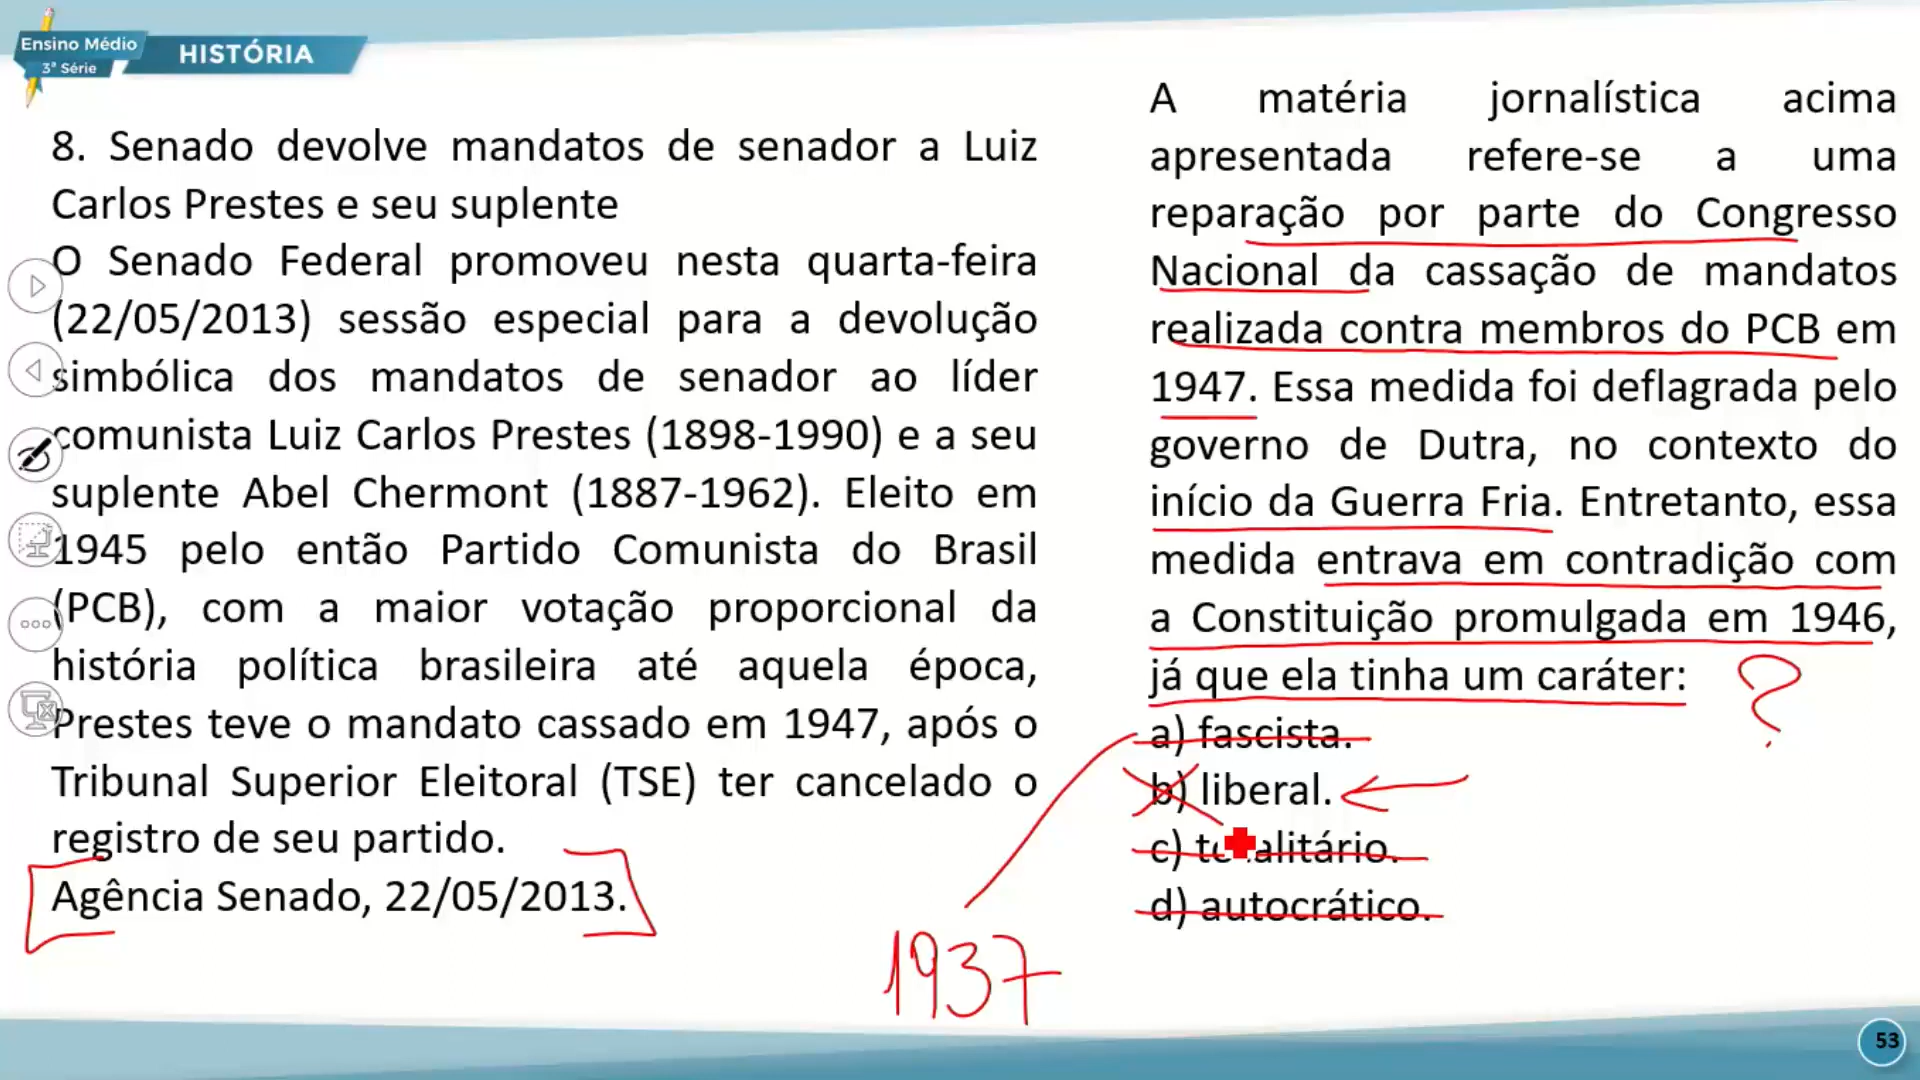 Ensino Médio
3ª Série
HISTÓRIA
8. Senado devolve mandatos de senador a Luiz
Carlos Prestes e seu suplente
O Senado Federal promoveu nesta quarta-feira
(22/05/2013) sessão especial para a devolução
simbólica dos mandatos de senador ao líder
comunista Luiz Carlos Prestes (1898-1990) e a seu
suplente Abel Chermont (1887-1962). Eleito em
1945 pelo então Partido Comunista do Brasil
(PCB), com a maior votação proporcional da
história política brasileira até aquela época,
Prestes teve o mandato cassado em 1947, após o
Tribunal Superior Eleitoral (TSE) ter cancelado o
registro de seu partido.
Agência Senado, 22/05/2013.
A matéria jornalística acima
apresentada refere-se a uma
reparação por parte do Congresso
Nacional da cassação de mandatos
realizada contra membros do PCB em
1947. Essa medida foi deflagrada pelo
governo de Dutra, no contexto do
início da Guerra Fria. Entretanto, essa
medida entrava em contradição com
a Constituição promulgada em 1946,
já que ela tinha um caráter: ?
a) fascista.
b) liberal.
c) totalitário.
d) autocrático.
1937
53